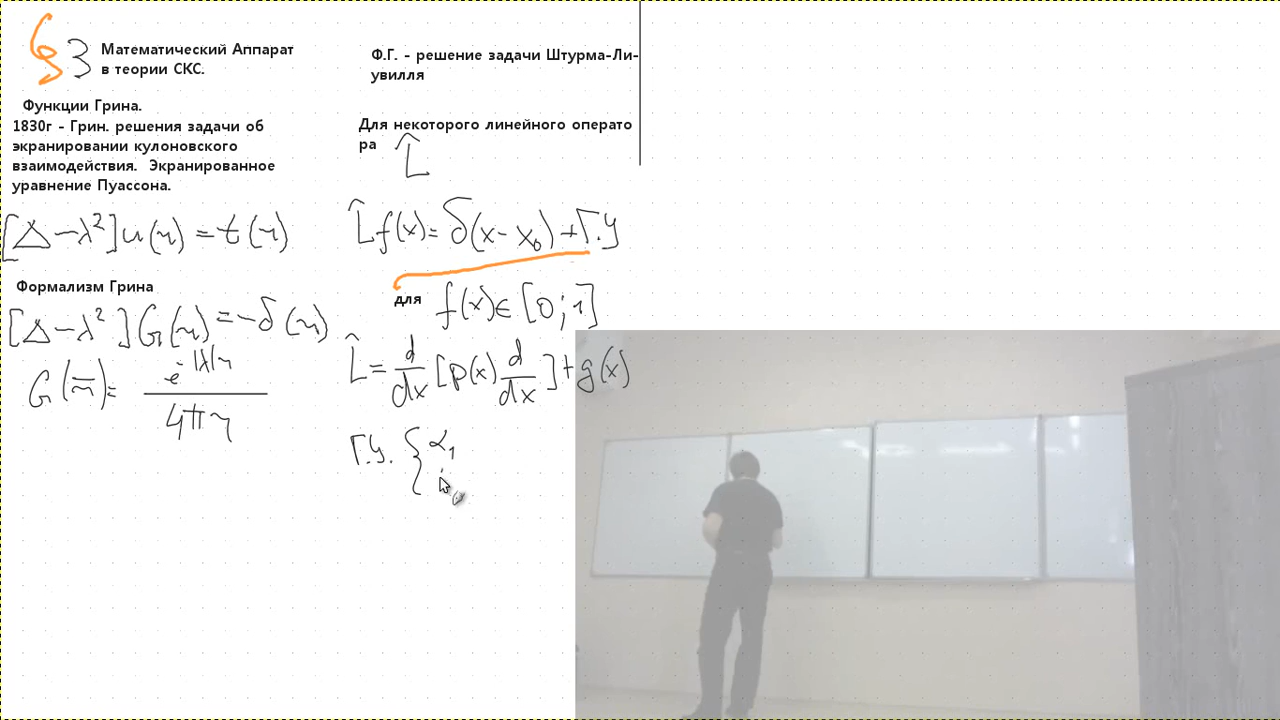 §3 Математический Аппарат
в теории СКС.
Функции Грина.
1830г - Грин. решения задачи об
экранировании кулоновского
взаимодействия. Экранированное
уравнение Пуассона.
[Δ-λ²]u(r)=t(r)
Формализм Грина
[Δ-λ²]G(r)=-δ(r)
G(r̄)= e^-|λ|r / 4πr
Ф.Г. - решение задачи Штурма-Ли-
увилля
Для некоторого линейного операто
ра L̂
L̂f(x)=δ(x-x₀)+Г.У
для f(x)∈[0;1]
L̂= d/dx [p(x) d/dx]+g(x)
Г.У. { α₁